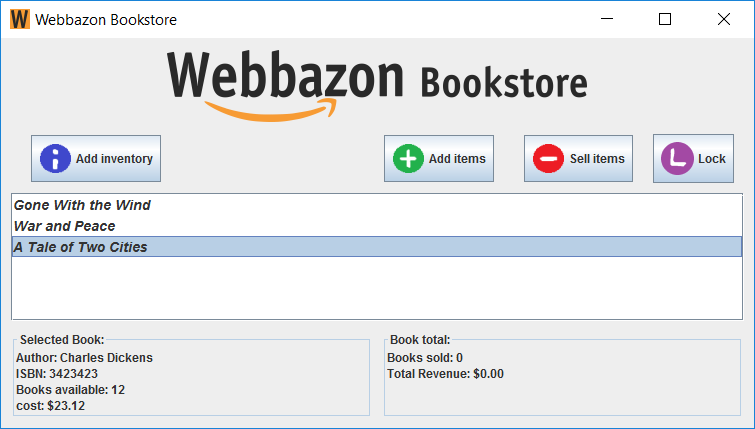 W Webbazon Bookstore
Webbazon Bookstore
Add inventory Add items Sell items L Lock
Gone With the Wind
War and Peace
A Tale of Two Cities
Selected Book: Book total:
Author: Charles Dickens Books sold: 0
ISBN: 3423423 Total Revenue: $0.00
Books available: 12
cost: $23.12